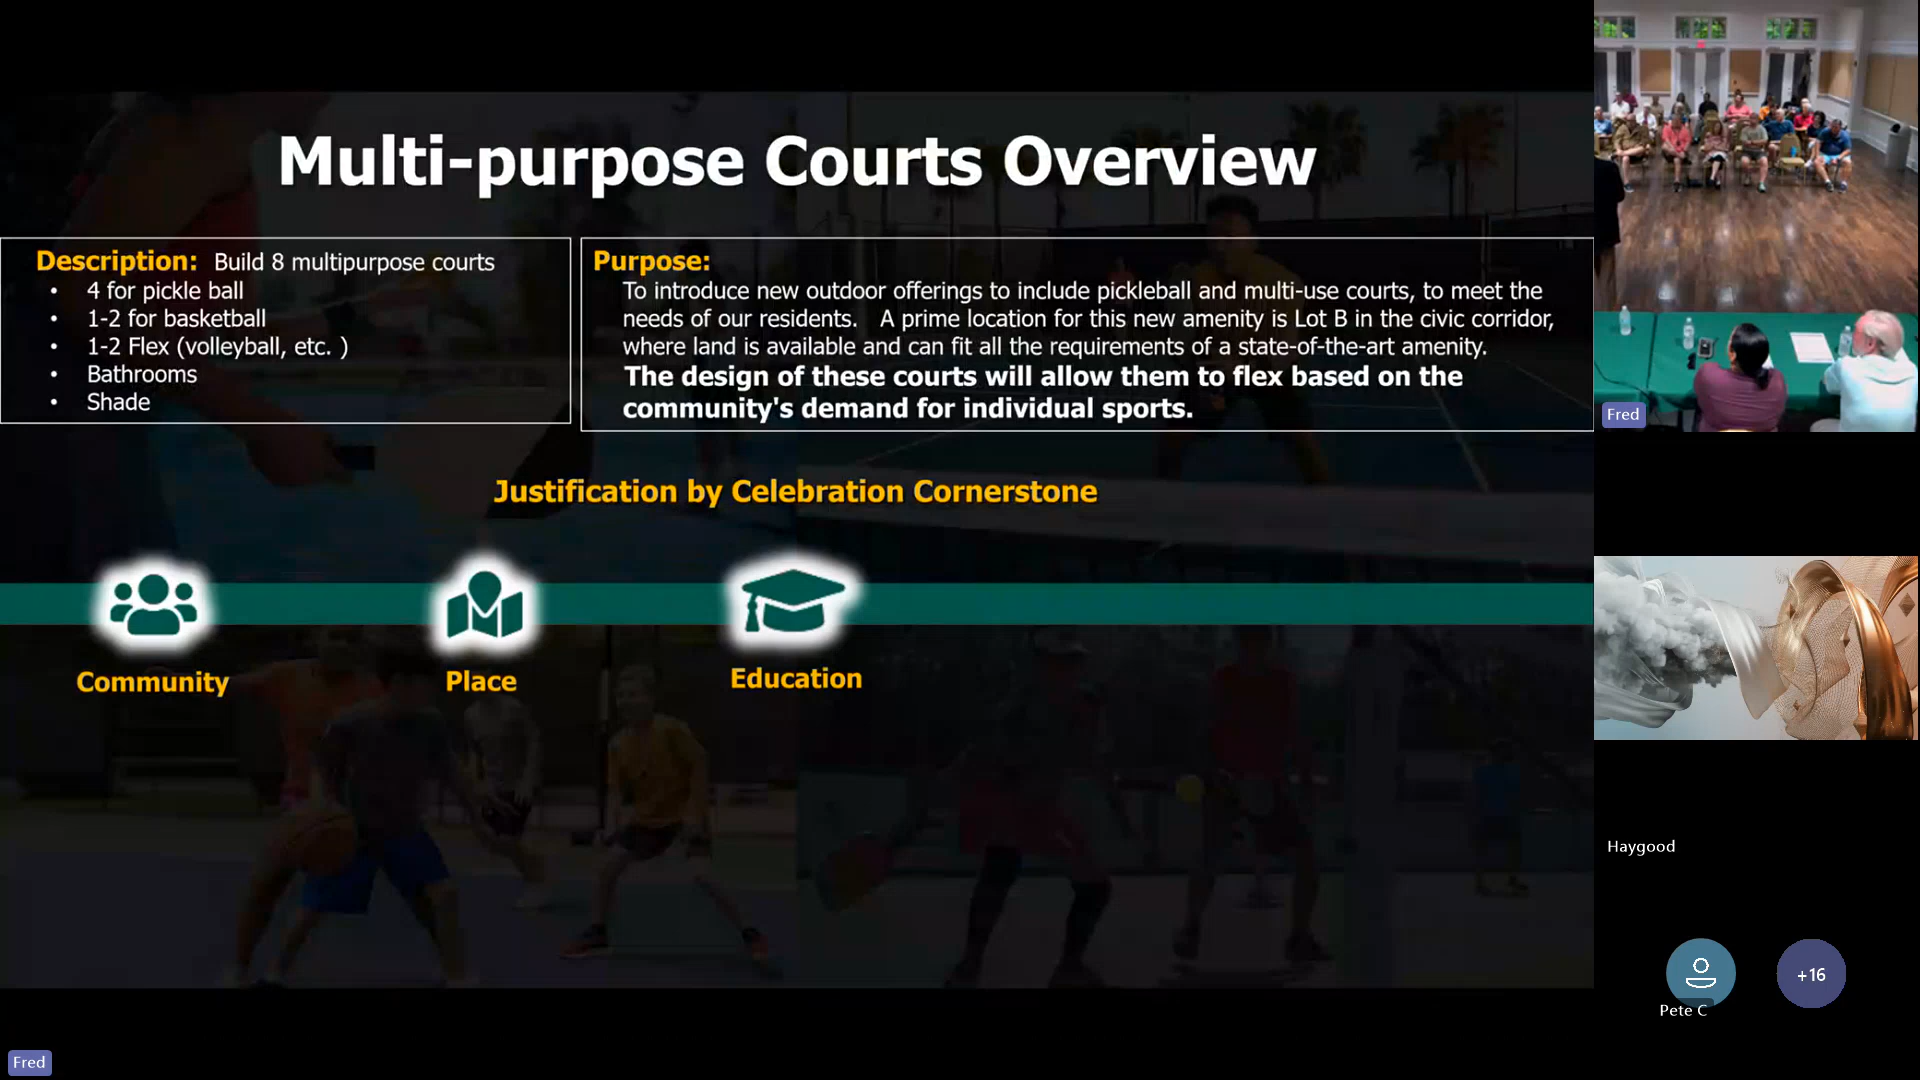 Multi-purpose Courts Overview
Description: Build 8 multipurpose courts
• 4 for pickle ball
• 1-2 for basketball
• 1-2 Flex (volleyball, etc. )
• Bathrooms
• Shade
Purpose:
To introduce new outdoor offerings to include pickleball and multi-use courts, to meet the
needs of our residents. A prime location for this new amenity is Lot B in the civic corridor,
where land is available and can fit all the requirements of a state-of-the-art amenity.
The design of these courts will allow them to flex based on the
community's demand for individual sports.
Justification by Celebration Cornerstone
Community
Place
Education
Fred
Fred
Haygood
Pete C
+16